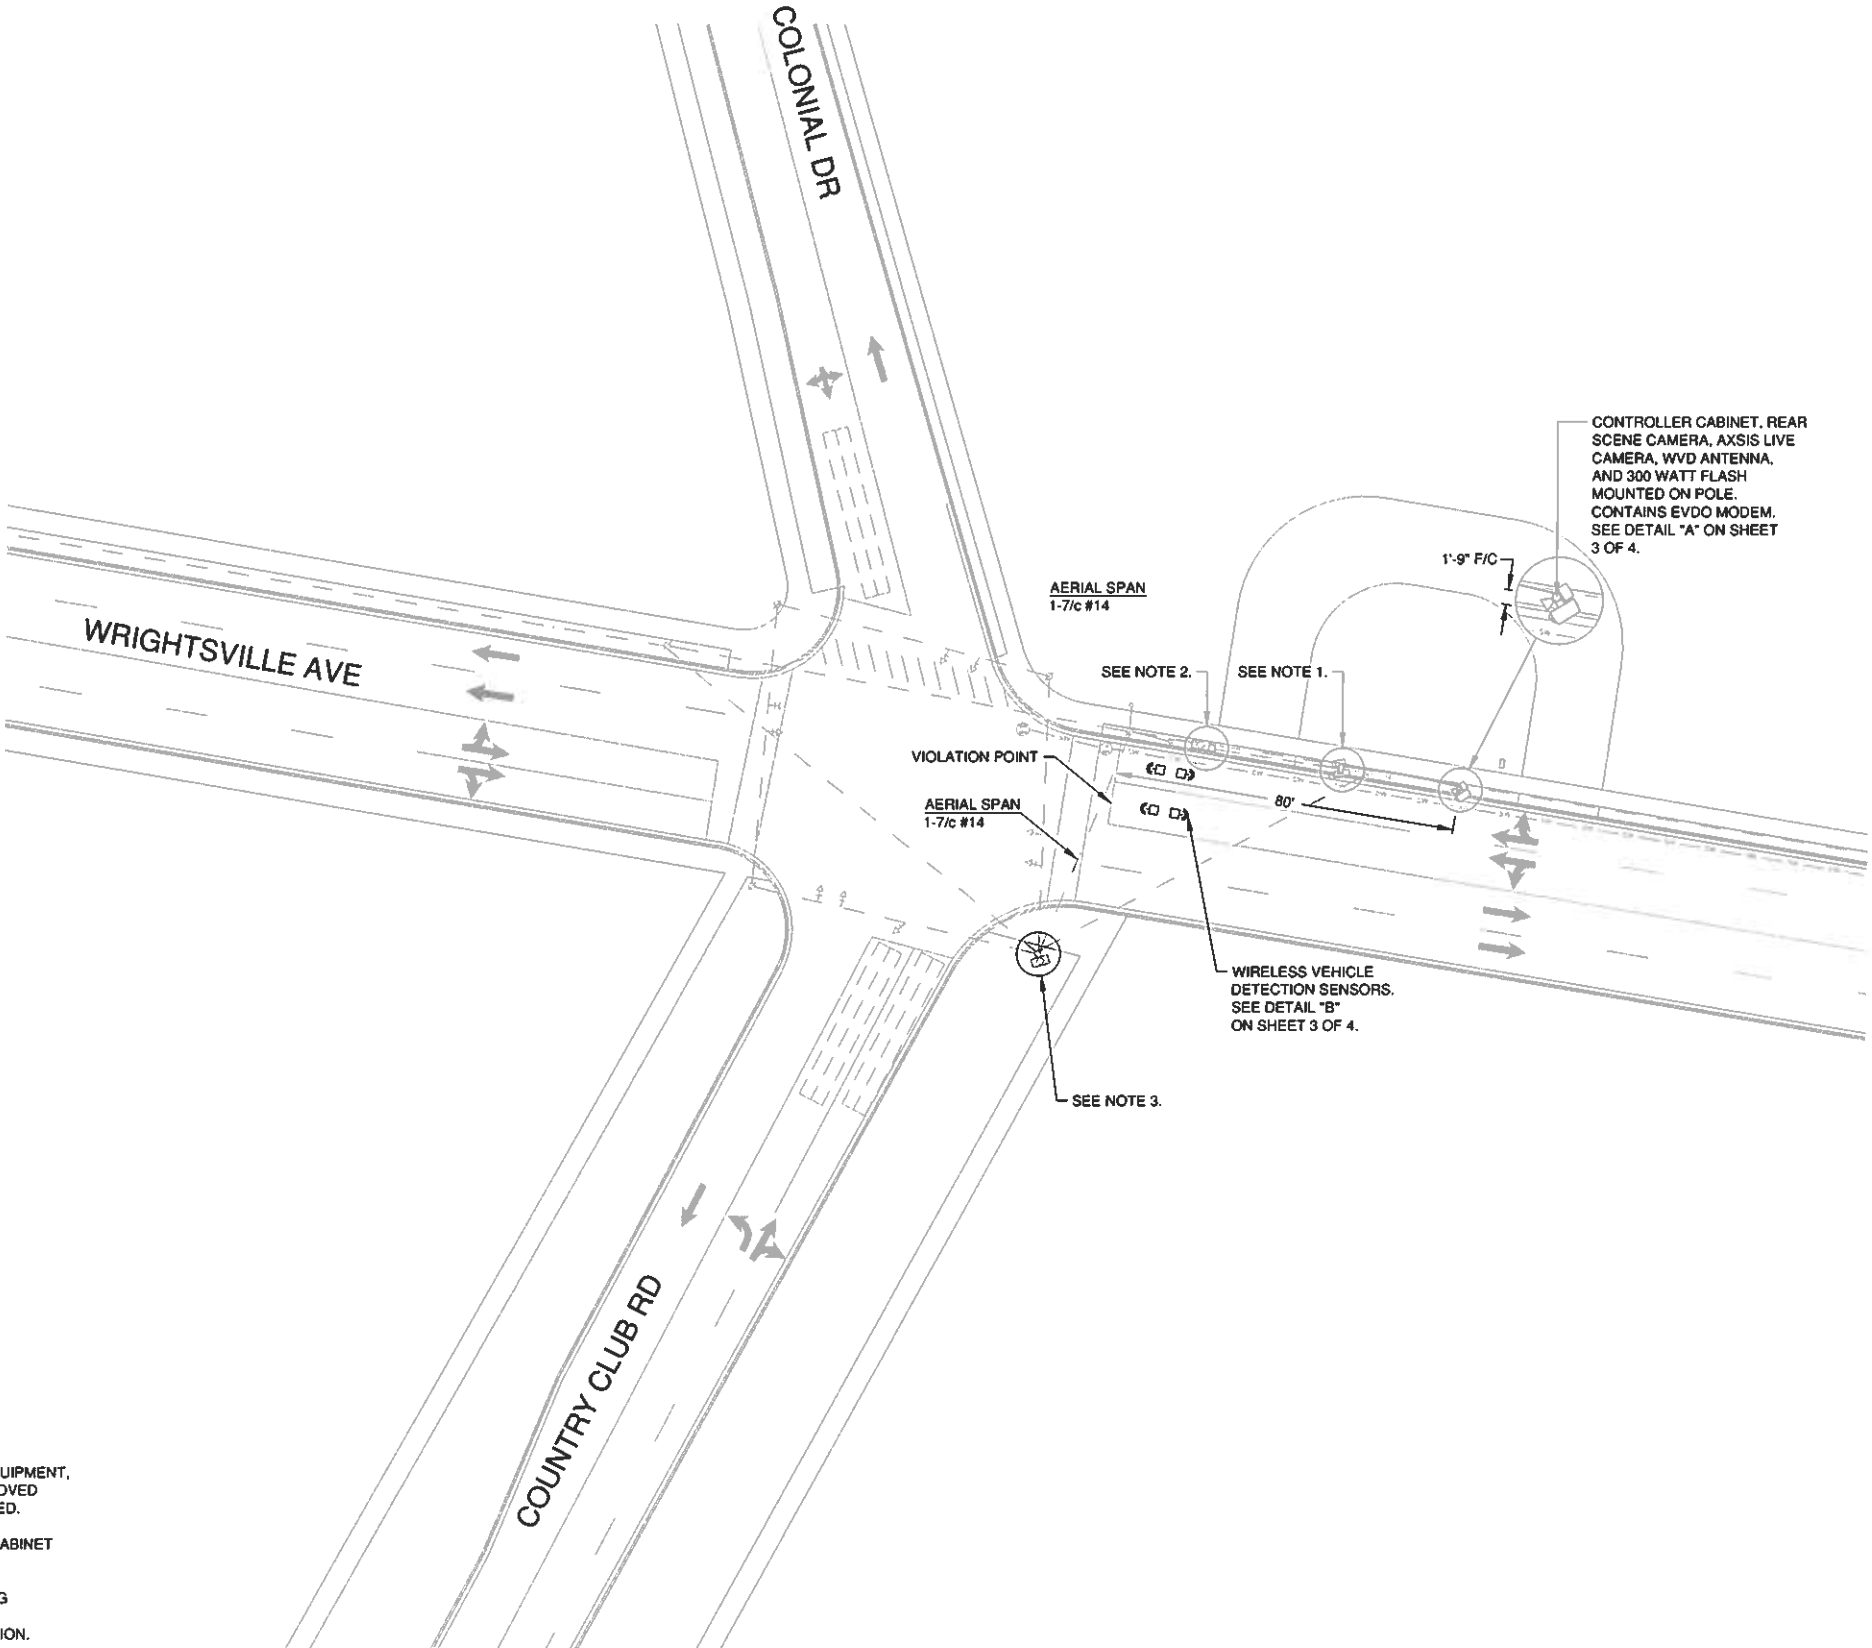 COLONIAL DR
CONTROLLER CABINET, REAR
SCENE CAMERA, AXSIS LIVE
CAMERA, WVD ANTENNA,
AND 300 WATT FLASH
MOUNTED ON POLE.
CONTAINS EVDO MODEM.
SEE DETAIL "A" ON SHEET
3 OF 4.
1'-9" F/C
AERIAL SPAN
1-7/c #14
WRIGHTSVILLE AVE
SEE NOTE 2.
SEE NOTE 1.
VIOLATION POINT
80'
AERIAL SPAN
1-7/c #14
WIRELESS VEHICLE
DETECTION SENSORS.
SEE DETAIL "B"
ON SHEET 3 OF 4.
SEE NOTE 3.
COUNTRY CLUB RD
UIPMENT,
OVED
ED.
ABINET
G
ION.